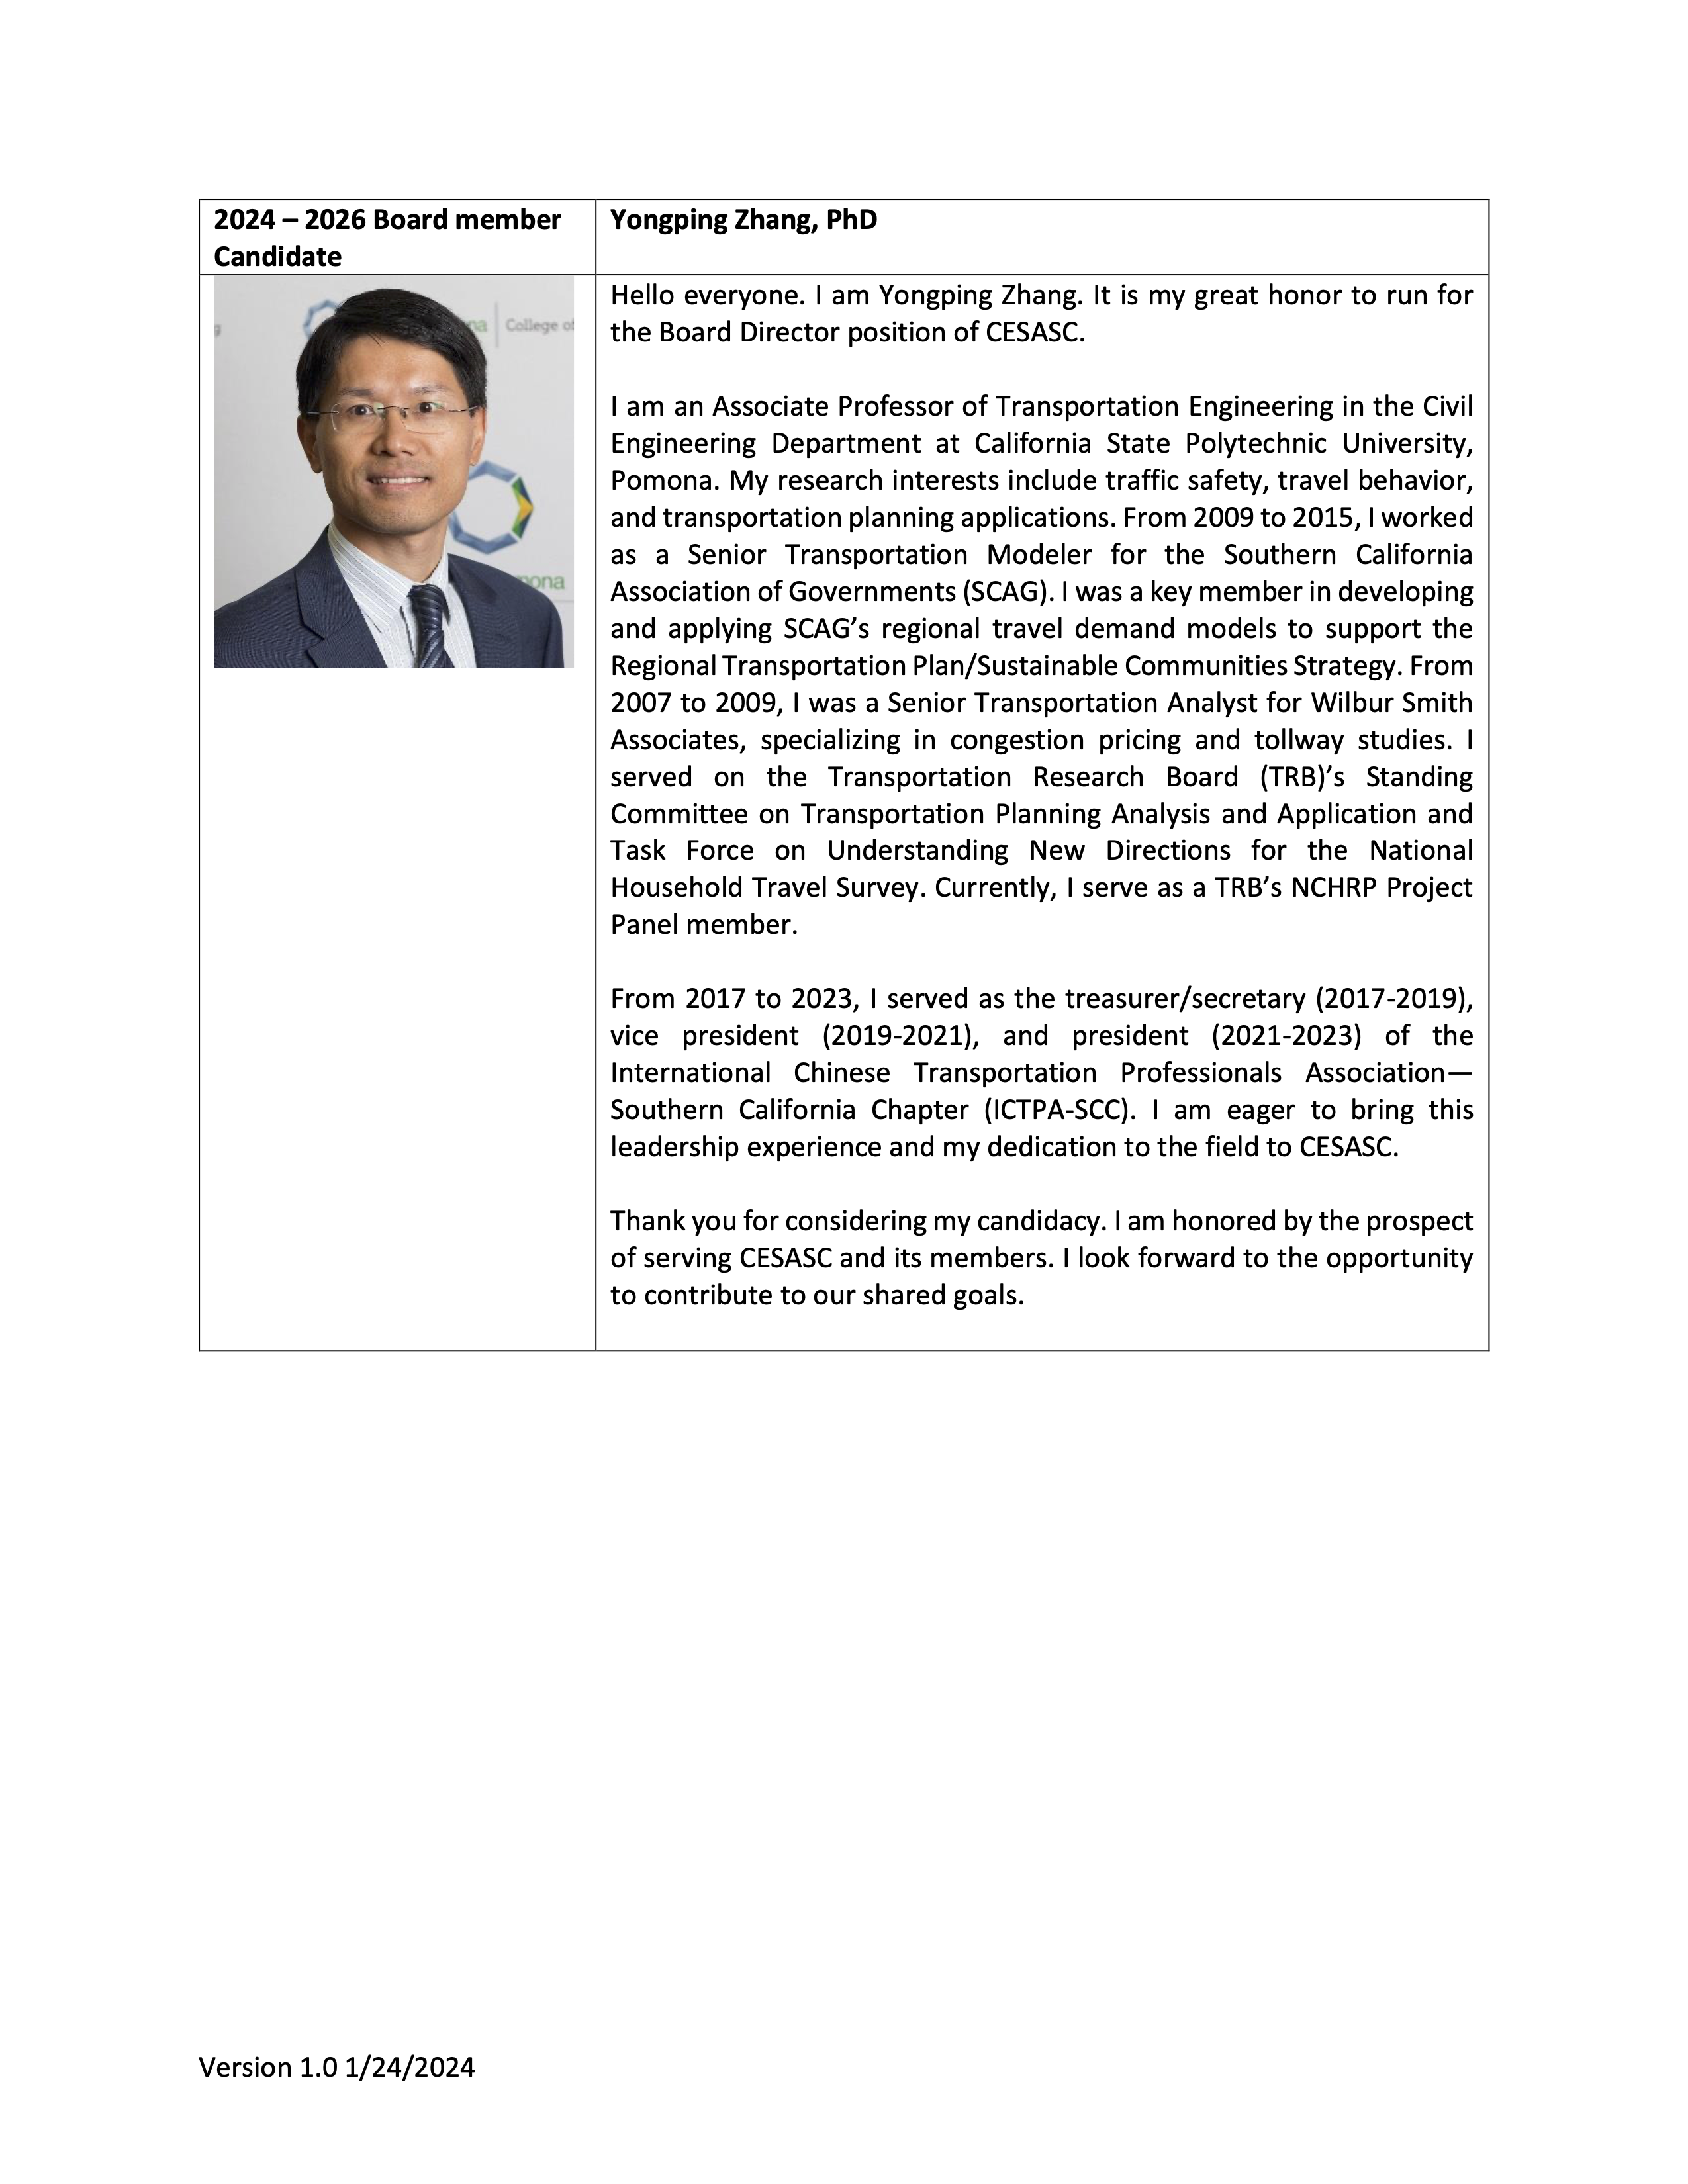 2024 – 2026 Board member
Candidate
Yongping Zhang, PhD
na
College of
g
mona
Hello everyone. I am Yongping Zhang. It is my great honor to run for
the Board Director position of CESASC.
I am an Associate Professor of Transportation Engineering in the Civil
Engineering Department at California State Polytechnic University,
Pomona. My research interests include traffic safety, travel behavior,
and transportation planning applications. From 2009 to 2015, I worked
as a Senior Transportation Modeler for the Southern California
Association of Governments (SCAG). I was a key member in developing
and applying SCAG’s regional travel demand models to support the
Regional Transportation Plan/Sustainable Communities Strategy. From
2007 to 2009, I was a Senior Transportation Analyst for Wilbur Smith
Associates, specializing in congestion pricing and tollway studies. I
served on the Transportation Research Board (TRB)’s Standing
Committee on Transportation Planning Analysis and Application and
Task Force on Understanding New Directions for the National
Household Travel Survey. Currently, I serve as a TRB’s NCHRP Project
Panel member.
From 2017 to 2023, I served as the treasurer/secretary (2017-2019),
vice president (2019-2021), and president (2021-2023) of the
International Chinese Transportation Professionals Association—
Southern California Chapter (ICTPA-SCC). I am eager to bring this
leadership experience and my dedication to the field to CESASC.
Thank you for considering my candidacy. I am honored by the prospect
of serving CESASC and its members. I look forward to the opportunity
to contribute to our shared goals.
Version 1.0 1/24/2024